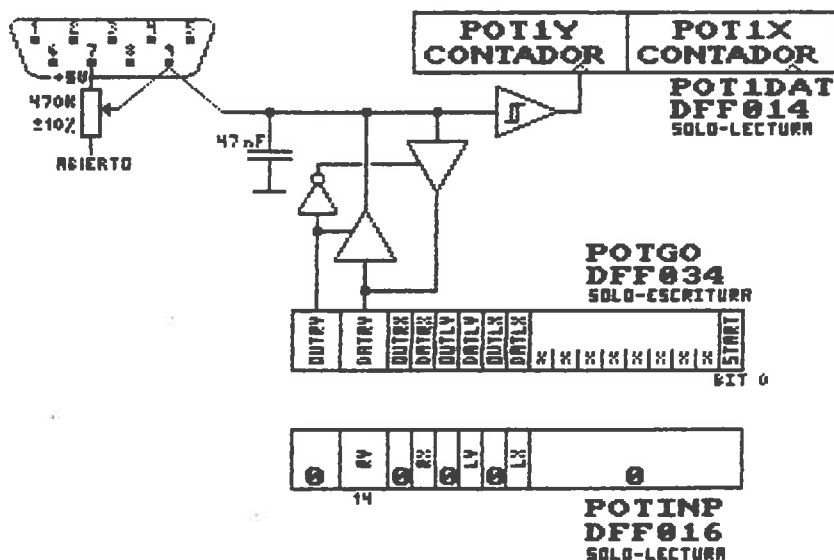 1 2 3 4 5
6 7 8 9
+5V
470K
±10%
ABIERTO
47nF
POT1Y
CONTADOR
POT1X
CONTADOR
POT1DAT
DFF014
SOLO-LECTURA
POTGO
DFF034
SOLO-ESCRITURA
OUTRY DATRY OUTRX DATRX OUTLY DATLY OUTLX DATLX X X X X X X X START
BIT 0
0 RY 0 RX 0 LY 0 LX 0
14
POTINP
DFF016
SOLO-LECTURA